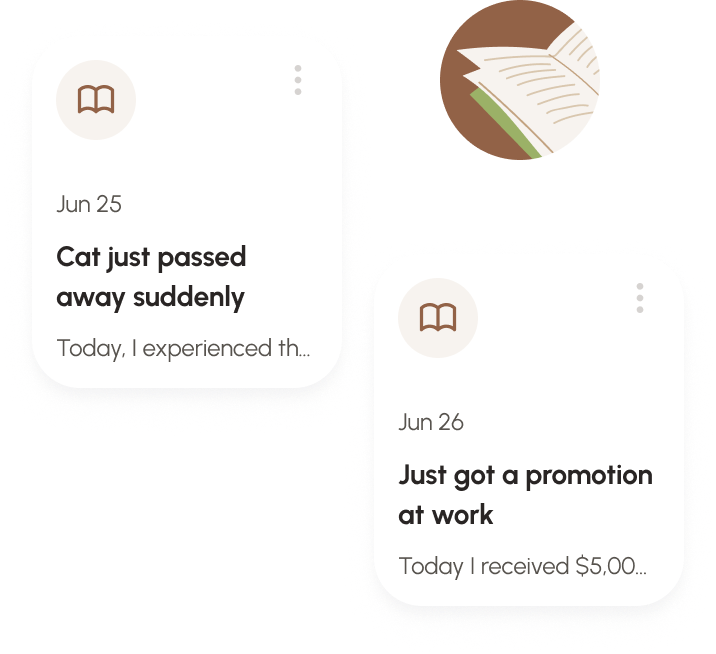 Jun 25
Cat just passed
away suddenly
Today, I experienced th...
Jun 26
Just got a promotion
at work
Today I received $5,00...